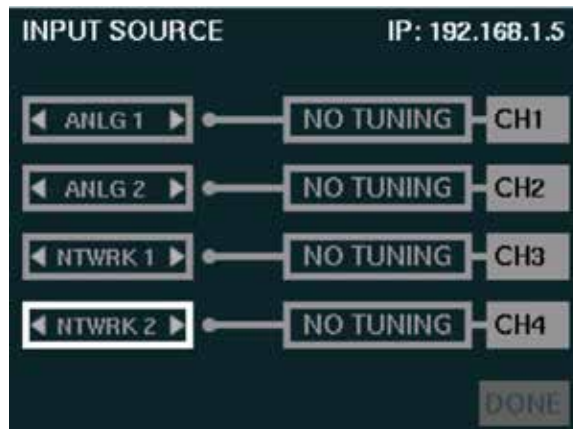 INPUT SOURCE IP: 192.168.1.5
ANLG 1 NO TUNING CH1
ANLG 2 NO TUNING CH2
NTWRK 1 NO TUNING CH3
NTWRK 2 NO TUNING CH4
DONE